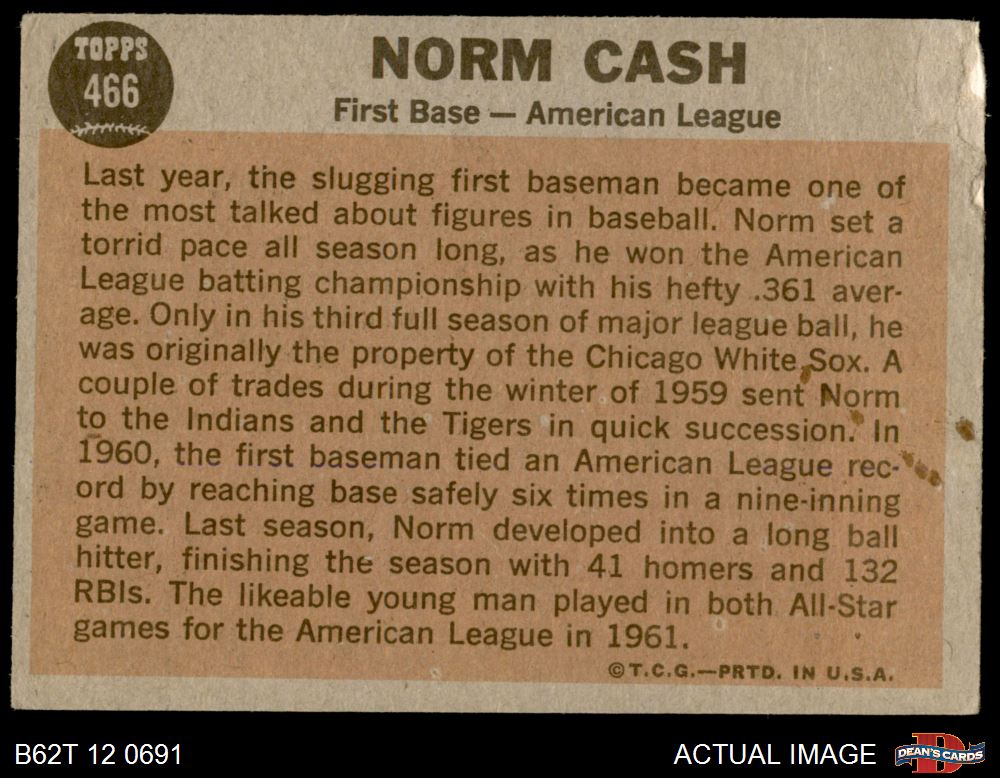 TOPPS
466
NORM CASH
First Base — American League
Last year, the slugging first baseman became one of
the most talked about figures in baseball. Norm set a
torrid pace all season long, as he won the American
League batting championship with his hefty .361 aver-
age. Only in his third full season of major league ball, he
was originally the property of the Chicago White Sox. A
couple of trades during the winter of 1959 sent Norm
to the Indians and the Tigers in quick succession. In
1960, the first baseman tied an American League rec-
ord by reaching base safely six times in a nine-inning
game. Last season, Norm developed into a long ball
hitter, finishing the season with 41 homers and 132
RBIs. The likeable young man played in both All-Star
games for the American League in 1961.
©T.C.G.—PRTD. IN U.S.A.
B62T 12 0691
ACTUAL IMAGE
DEAN'S CARDS